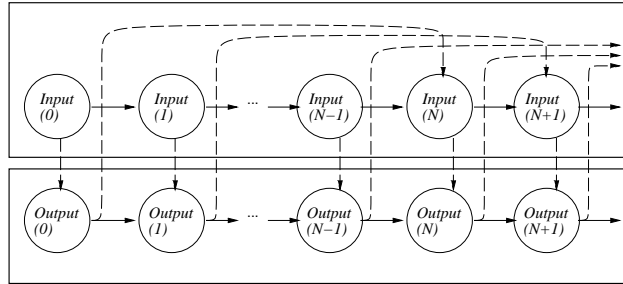 Input
(0)
Input
(1)
...
Input
(N−1)
Input
(N)
Input
(N+1)
Output
(0)
Output
(1)
...
Output
(N−1)
Output
(N)
Output
(N+1)